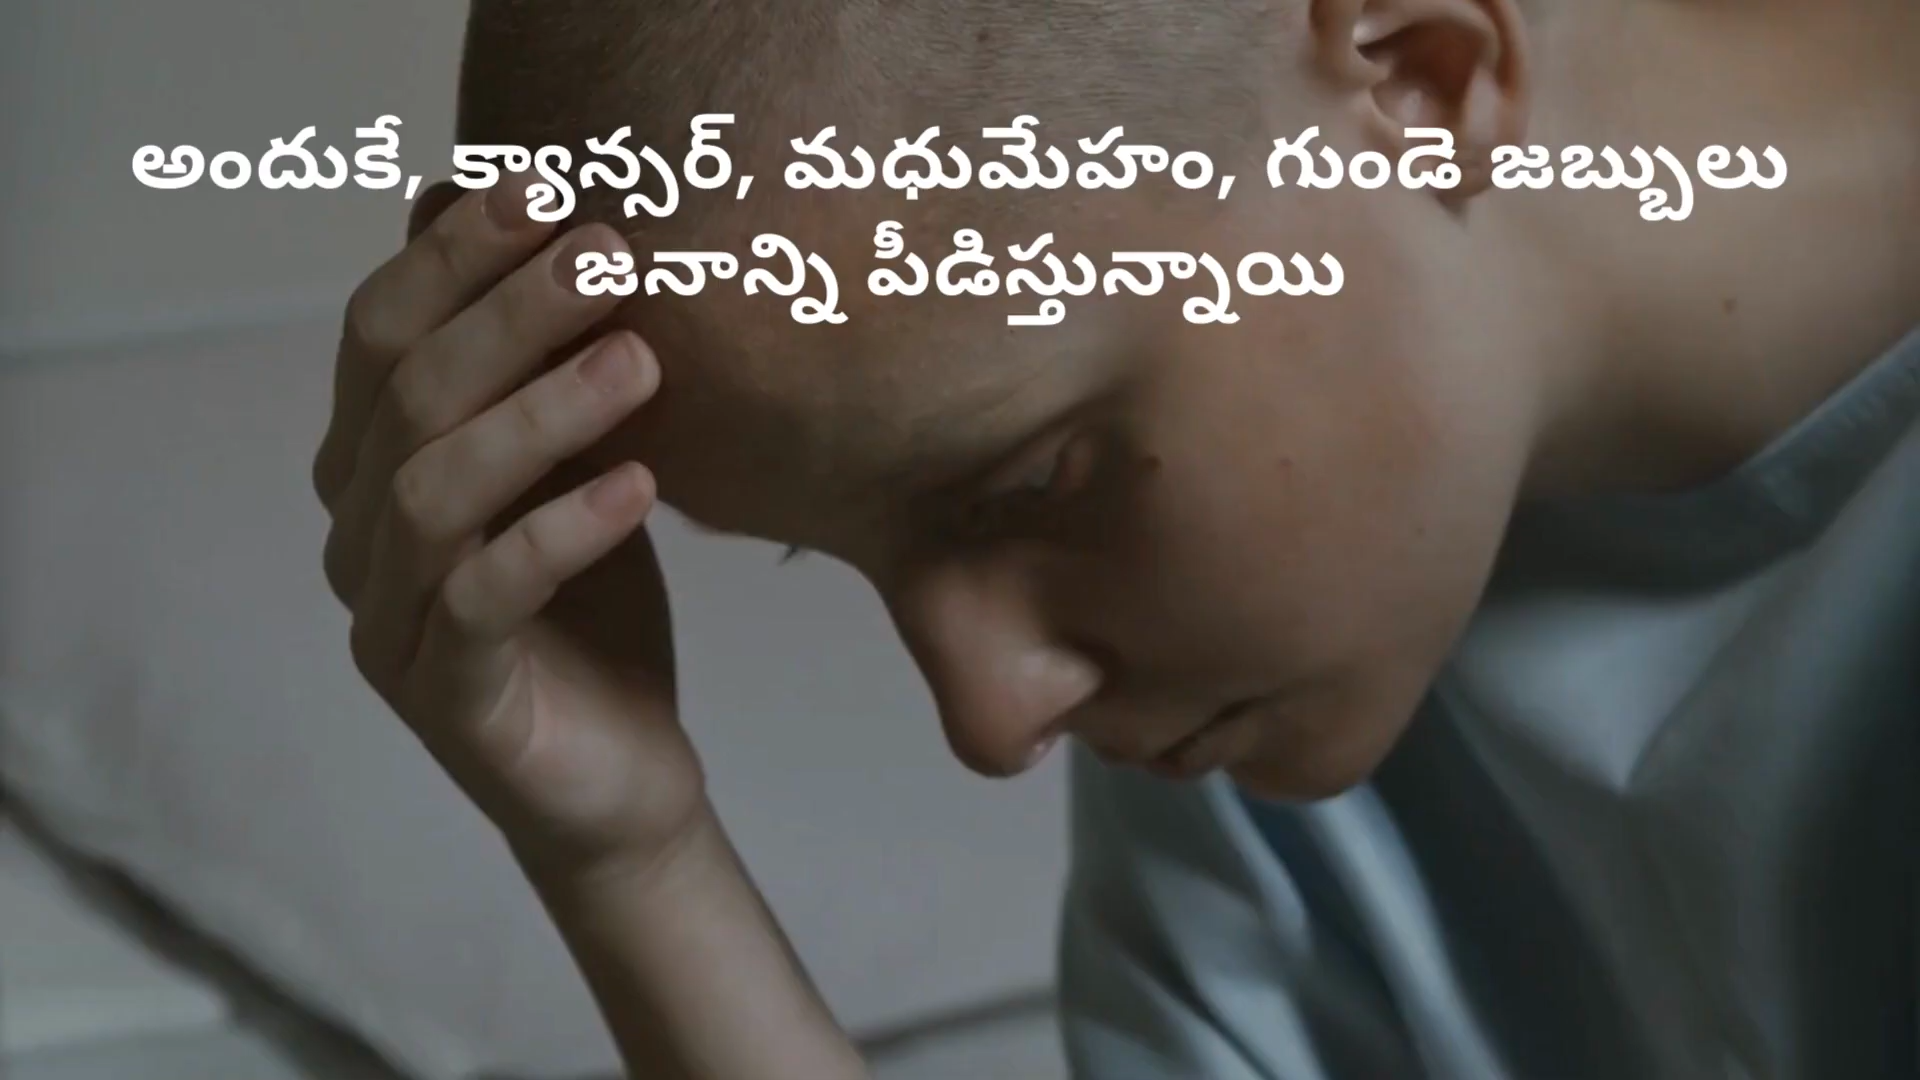 అందుకే, క్యాన్సర్, మధుమేహం, గుండె జబ్బులు
జనాన్ని పీడిస్తున్నాయి